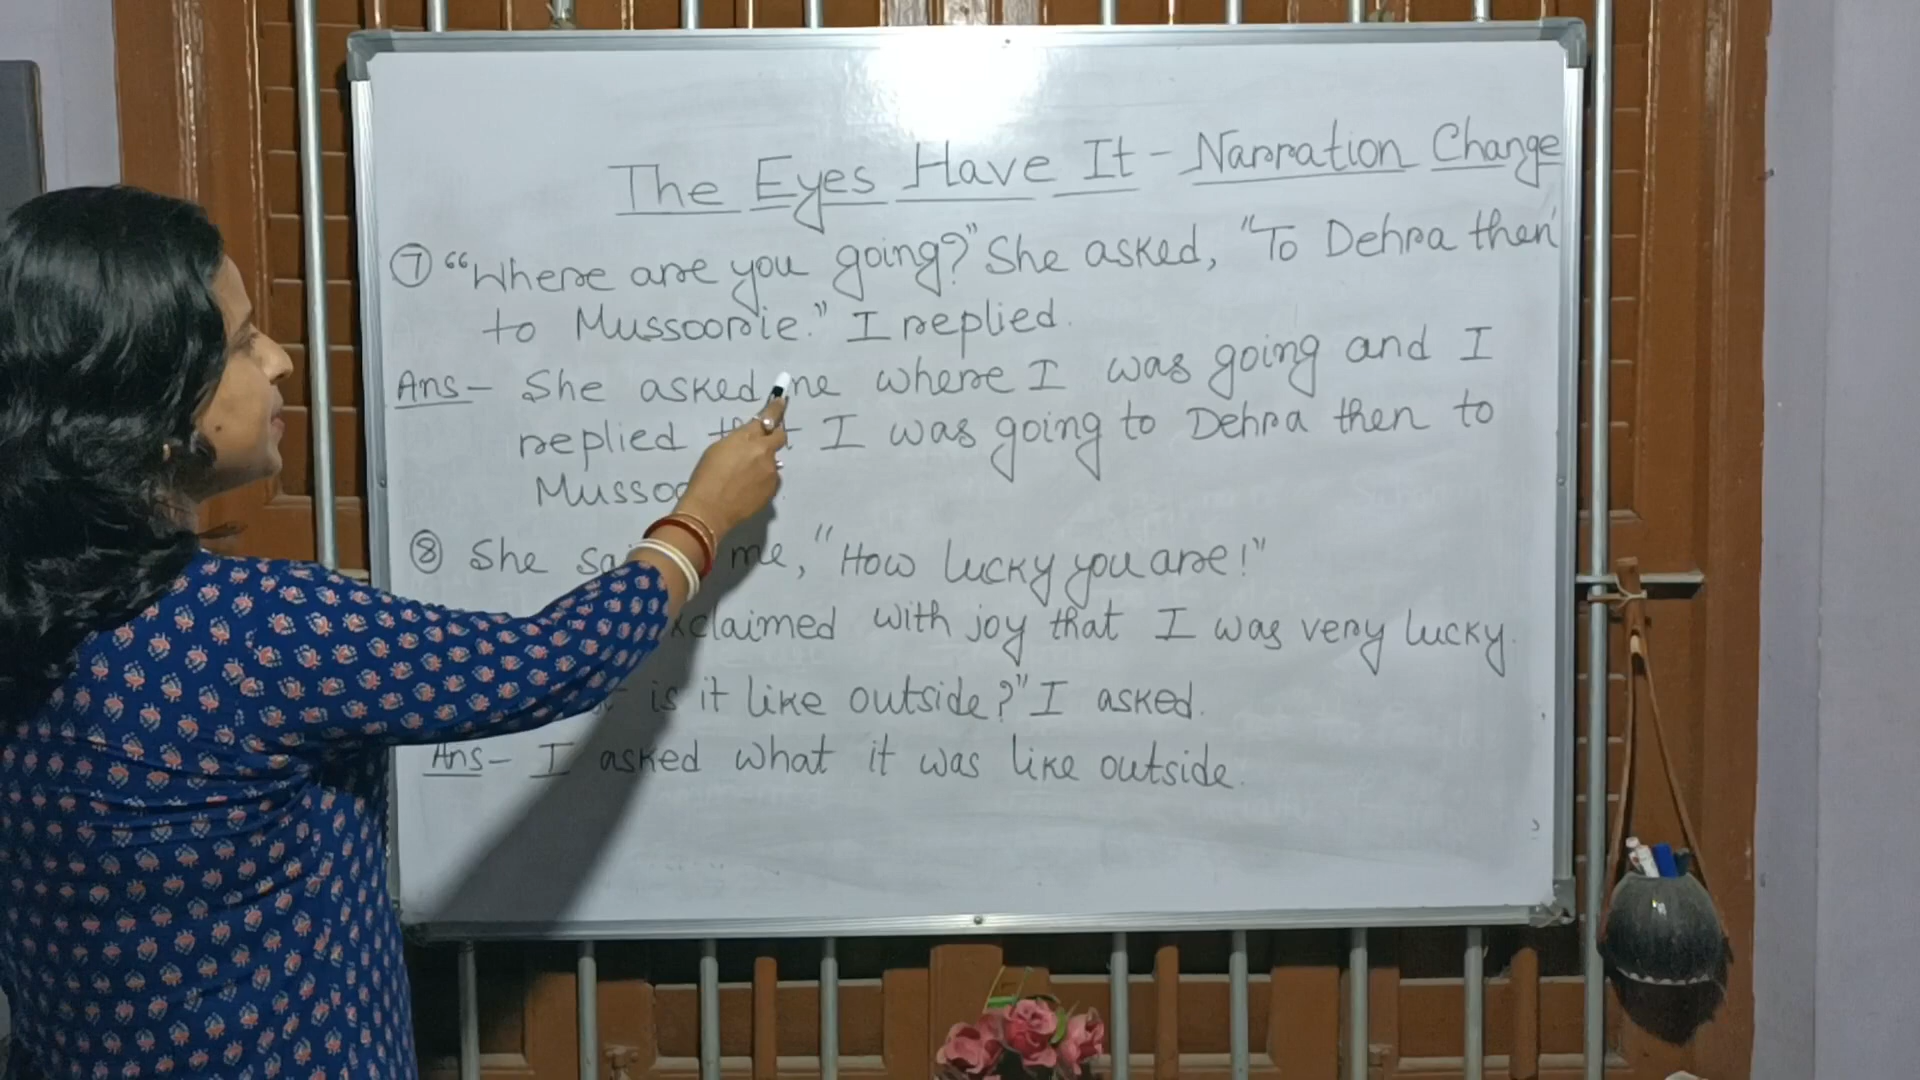 The Eyes Have It - Narration Change
⑦ "Where are you going?" She asked, "To Dehra then
to Mussoorie." I replied.
Ans- She asked me where I was going and I
replied I was going to Dehra then to
⑧ She me, "How lucky you are!"
with joy that I was very lucky.
is it like outside?" I asked.
Ans- I asked what it was like outside.